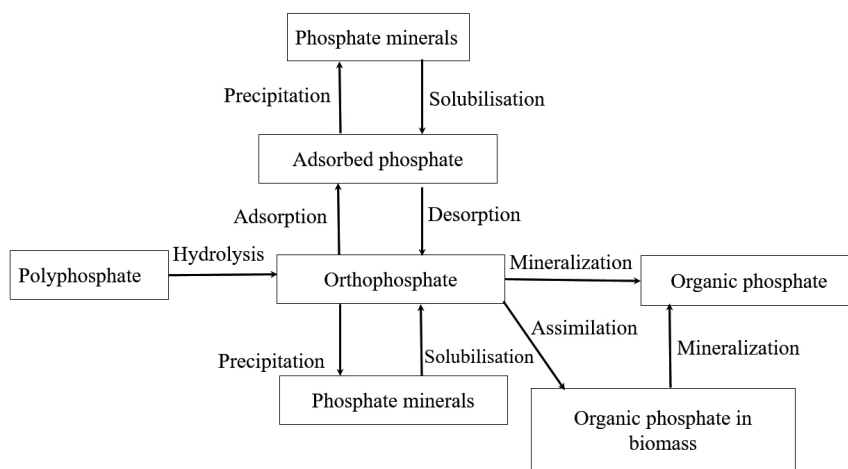 Phosphate minerals
Precipitation
Solubilisation
Adsorbed phosphate
Adsorption
Desorption
Hydrolysis
Polyphosphate
Orthophosphate
Mineralization
Organic phosphate
Assimilation
Mineralization
Precipitation
Solubilisation
Phosphate minerals
Organic phosphate in
biomass